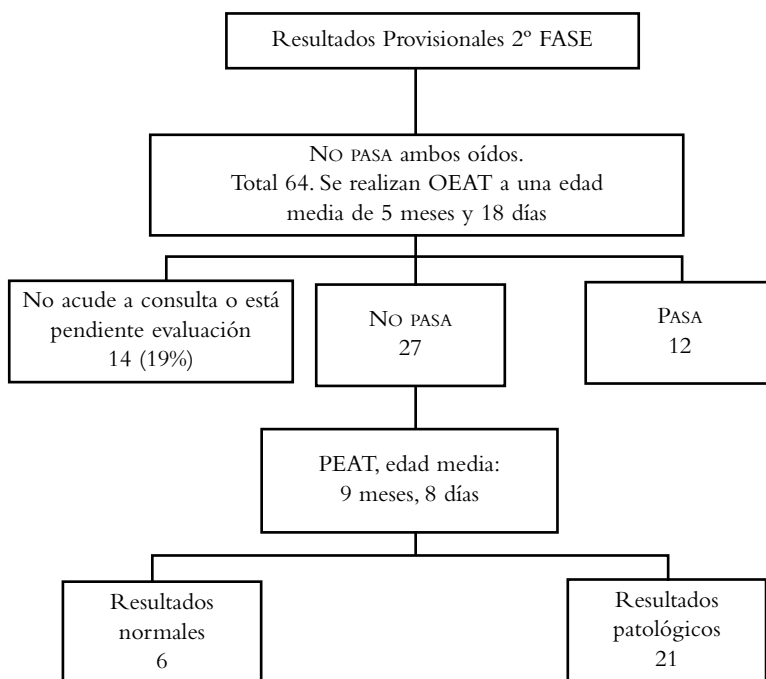 Resultados Provisionales 2º FASE
NO PASA ambos oídos.
Total 64. Se realizan OEAT a una edad
media de 5 meses y 18 días
No acude a consulta o está
pendiente evaluación
14 (19%)
NO PASA
27
PASA
12
PEAT, edad media:
9 meses, 8 días
Resultados
normales
6
Resultados
patológicos
21